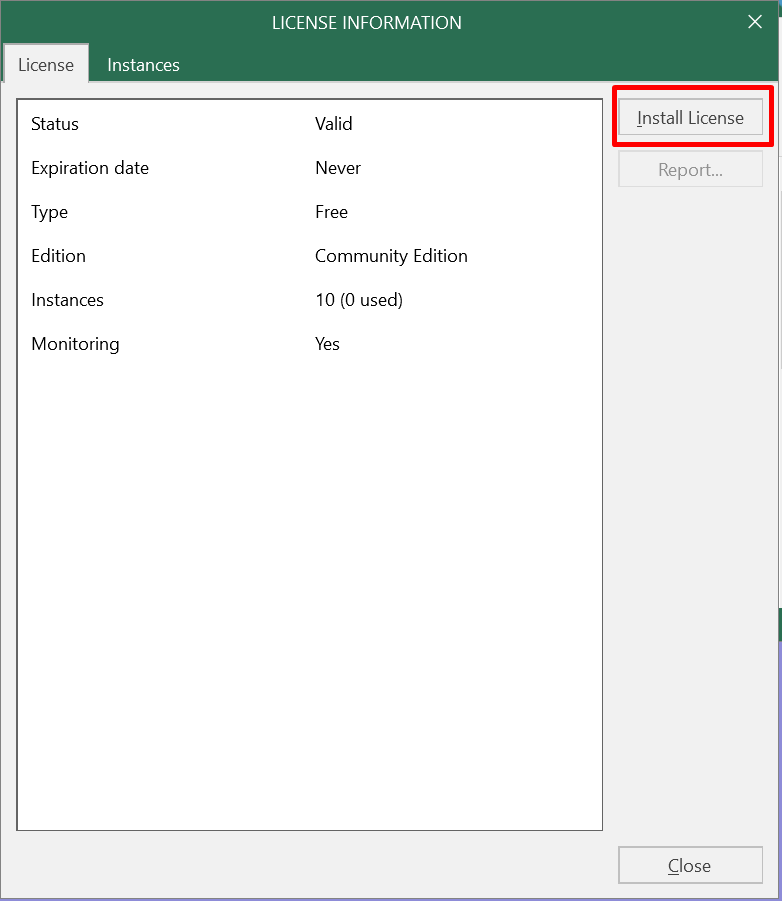 LICENSE INFORMATION
License Instances
Status Valid
Install License
Expiration date Never
Report...
Type Free
Edition Community Edition
Instances 10 (0 used)
Monitoring Yes
Close